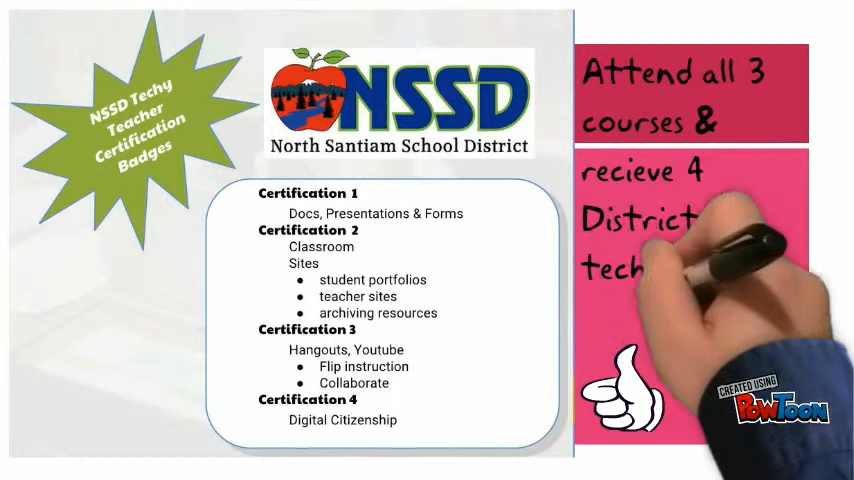 NSSD Techy
Teacher
Certification
Badges
NSSD
North Santiam School District
Certification 1
Docs, Presentations & Forms
Certification 2
Classroom
Sites
● student portfolios
● teacher sites
● archiving resources
Certification 3
Hangouts, Youtube
● Flip instruction
● Collaborate
Certification 4
Digital Citizenship
Attend all 3
courses &
recieve 4
District
tech
CREATED USING
POWTOON